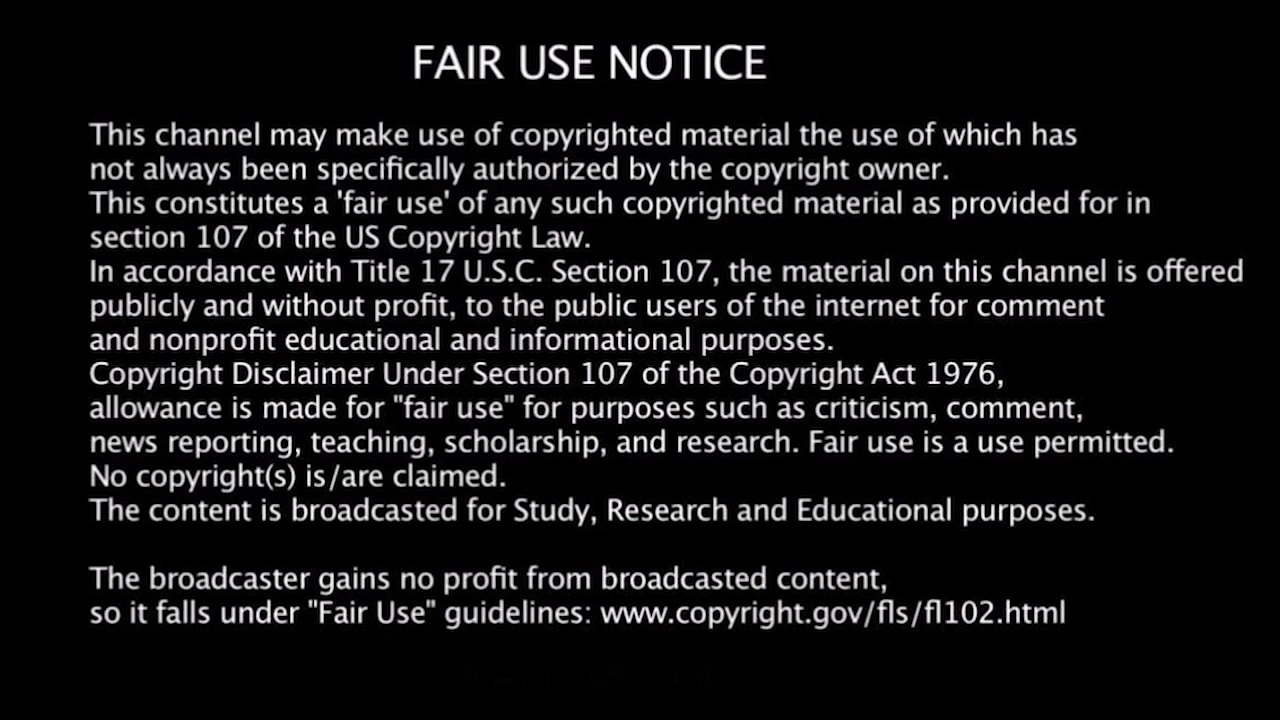 FAIR USE NOTICE
This channel may make use of copyrighted material the use of which has
not always been specifically authorized by the copyright owner.
This constitutes a 'fair use' of any such copyrighted material as provided for in
section 107 of the US Copyright Law.
In accordance with Title 17 U.S.C. Section 107, the material on this channel is offered
publicly and without profit, to the public users of the internet for comment
and nonprofit educational and informational purposes.
Copyright Disclaimer Under Section 107 of the Copyright Act 1976,
allowance is made for "fair use" for purposes such as criticism, comment,
news reporting, teaching, scholarship, and research. Fair use is a use permitted.
No copyright(s) is/are claimed.
The content is broadcasted for Study, Research and Educational purposes.
The broadcaster gains no profit from broadcasted content,
so it falls under "Fair Use" guidelines: www.copyright.gov/fls/fl102.html